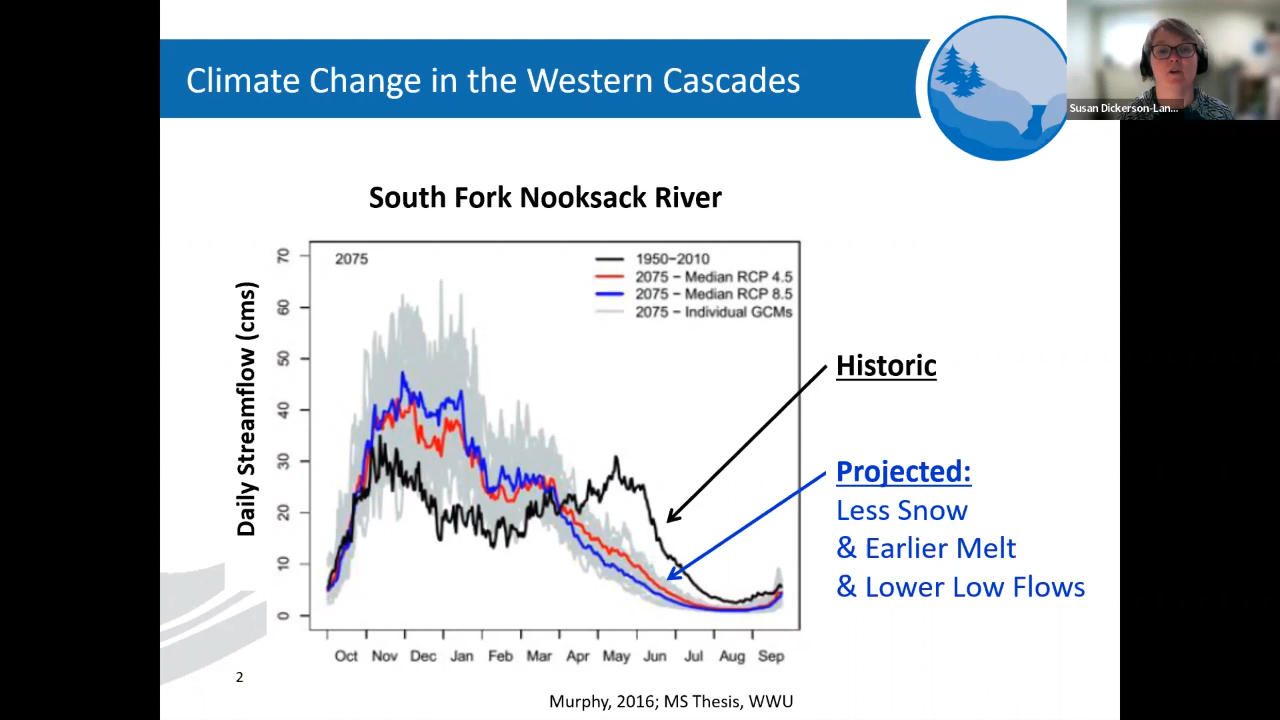 Climate Change in the Western Cascades
Susan Dickerson-Lan...
South Fork Nooksack River
Daily Streamflow (cms)
70
60
50
40
30
20
10
0
2075
1950−2010
2075 − Median RCP 4.5
2075 − Median RCP 8.5
2075 − Individual GCMs
Historic
Projected:
Less Snow
& Earlier Melt
& Lower Low Flows
Oct Nov Dec Jan Feb Mar Apr May Jun Jul Aug Sep
2
Murphy, 2016; MS Thesis, WWU